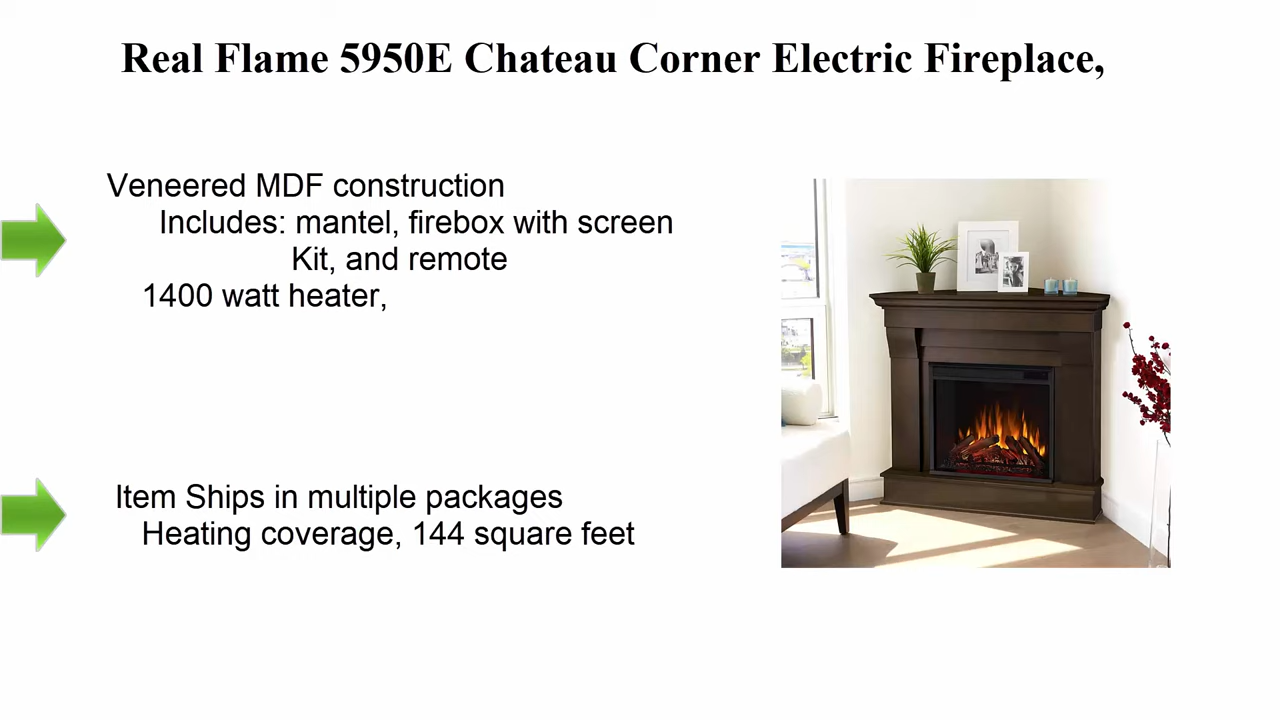 Real Flame 5950E Chateau Corner Electric Fireplace,
Veneered MDF construction
Includes: mantel, firebox with screen
Kit, and remote
1400 watt heater,
Item Ships in multiple packages
Heating coverage, 144 square feet